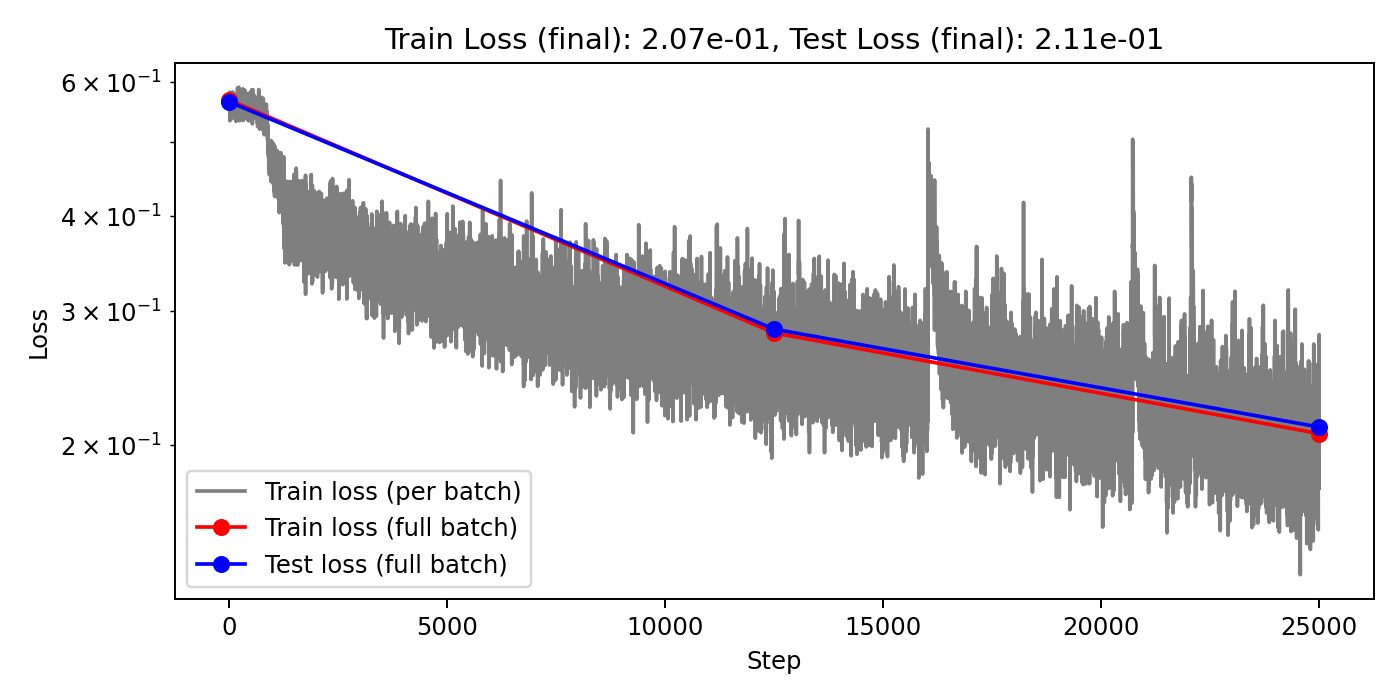 Train Loss (final): 2.07e-01, Test Loss (final): 2.11e-01
6 × 10⁻¹
4 × 10⁻¹
3 × 10⁻¹
2 × 10⁻¹
Loss
Train loss (per batch)
Train loss (full batch)
Test loss (full batch)
0 5000 10000 15000 20000 25000
Step